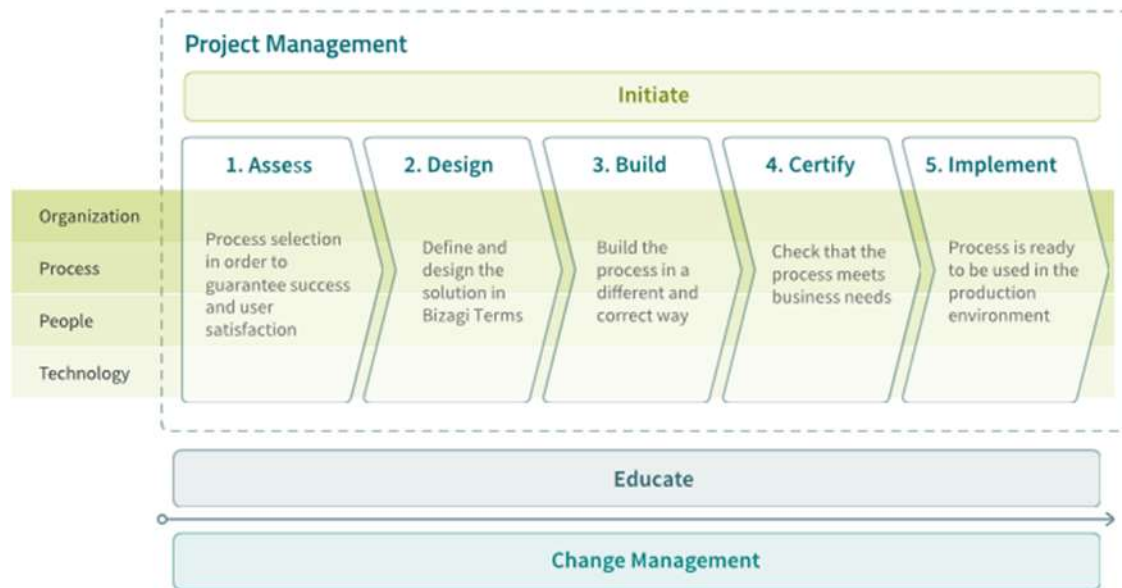 Project Management
Initiate
1. Assess
2. Design
3. Build
4. Certify
5. Implement
Organization
Process
People
Technology
Process selection
in order to
guarantee success
and user
satisfaction
Define and
design the
solution in
Bizagi Terms
Build the
process in a
different and
correct way
Check that the
process meets
business needs
Process is ready
to be used in the
production
environment
Educate
Change Management